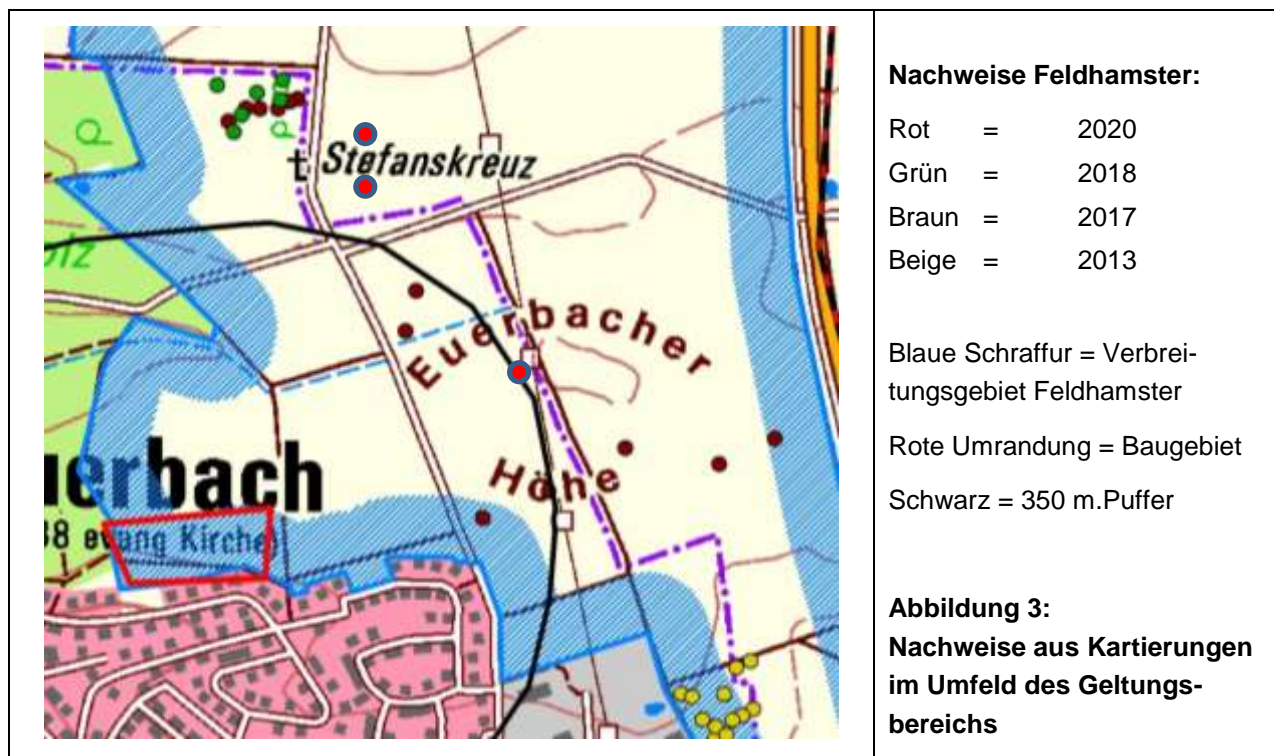 Stefanskreuz
Euerbacher
Höhe
uerbach
38 evang Kirche)
Nachweise Feldhamster:
Rot = 2020
Grün = 2018
Braun = 2017
Beige = 2013
Blaue Schraffur = Verbrei-
tungsgebiet Feldhamster
Rote Umrandung = Baugebiet
Schwarz = 350 m.Puffer
Abbildung 3:
Nachweise aus Kartierungen
im Umfeld des Geltungs-
bereichs